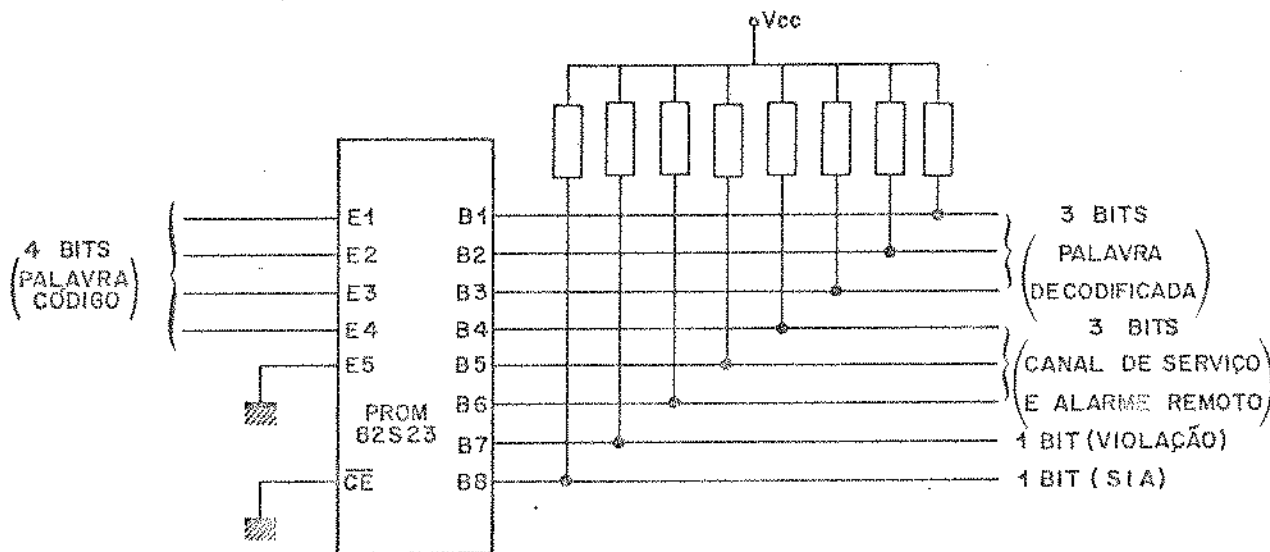 Vcc
4 BITS
(PALAVRA
CÓDIGO)
E1
E2
E3
E4
E5
PROM
82S23
CE
B1
B2
B3
B4
B5
B6
B7
B8
3 BITS
(PALAVRA
DECODIFICADA)
3 BITS
(CANAL DE SERVIÇO
E ALARME REMOTO)
1 BIT (VIOLAÇÃO)
1 BIT (SIA)